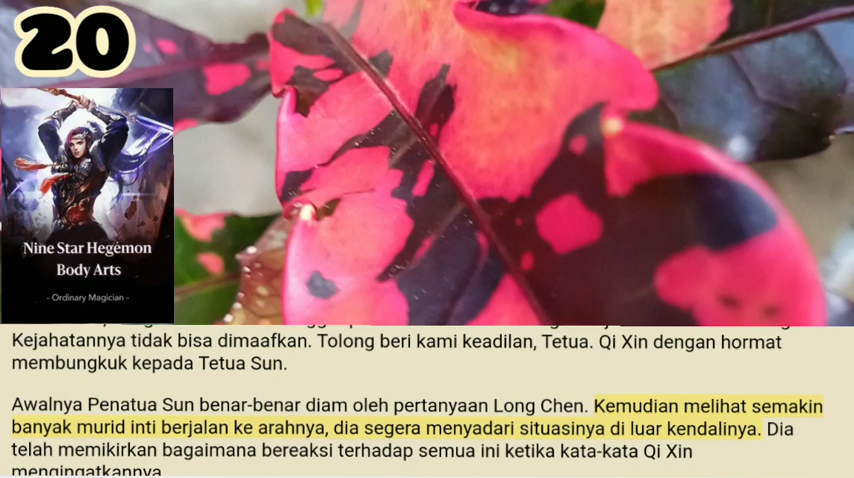 20
Nine Star Hegemon
Body Arts
- Ordinary Magician -
Kejahatannya tidak bisa dimaafkan. Tolong beri kami keadilan, Tetua. Qi Xin dengan hormat
membungkuk kepada Tetua Sun.
Awalnya Penatua Sun benar-benar diam oleh pertanyaan Long Chen. Kemudian melihat semakin
banyak murid inti berjalan ke arahnya, dia segera menyadari situasinya di luar kendalinya. Dia
telah memikirkan bagaimana bereaksi terhadap semua ini ketika kata-kata Qi Xin
mengingatkannya